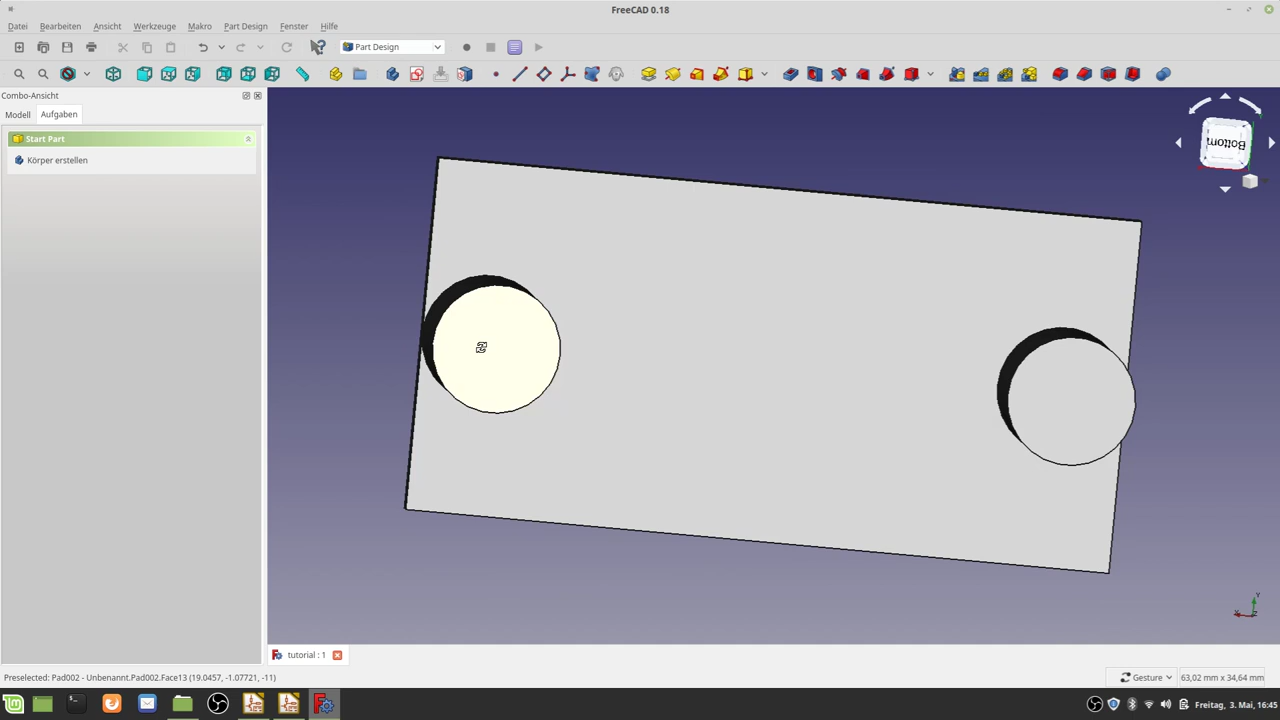 FreeCAD 0.18
Datei Bearbeiten Ansicht Werkzeuge Makro Part Design Fenster Hilfe
Part Design
Combo-Ansicht
Modell Aufgaben
Start Part
Körper erstellen
Bottom
Y
X
Z
tutorial : 1
Preselected: Pad002 - Unbenannt.Pad002.Face13 (19.0457, -1.07721, -11)
Gesture
63,02 mm x 34,64 mm
Freitag, 3. Mai, 16:45